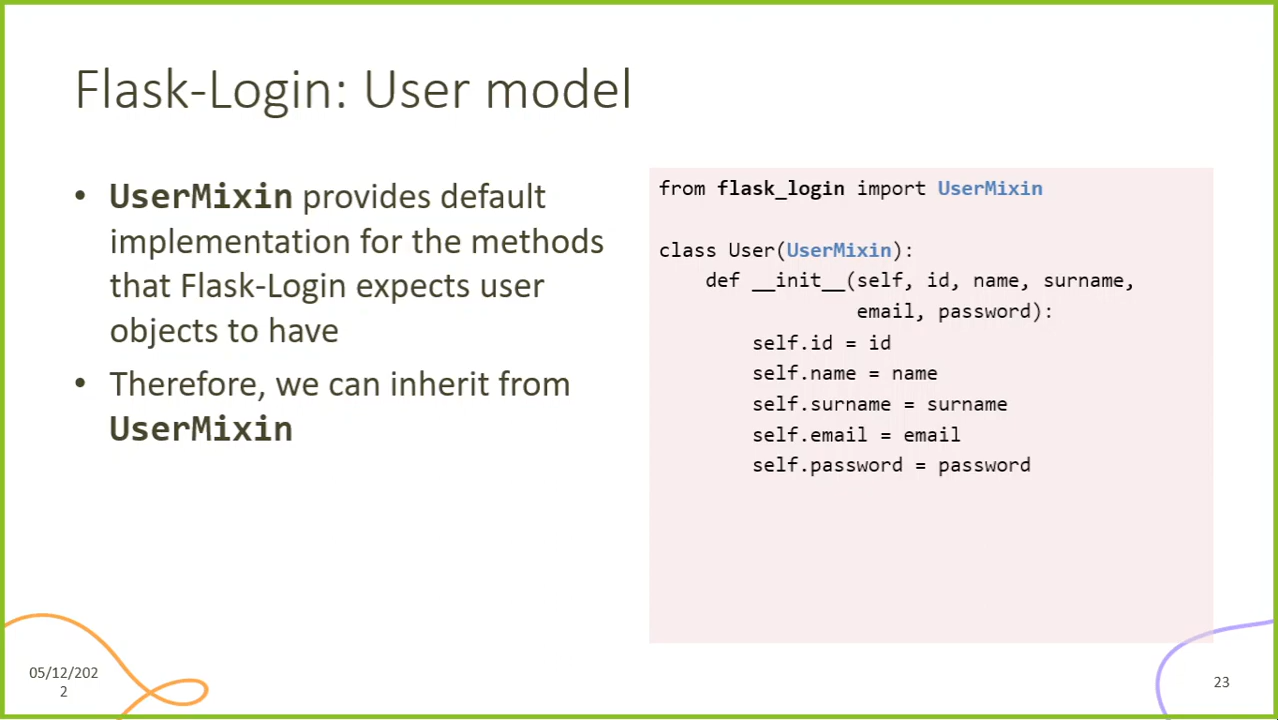 Flask-Login: User model
• UserMixin provides default
implementation for the methods
that Flask-Login expects user
objects to have
• Therefore, we can inherit from
UserMixin
from flask_login import UserMixin
class User(UserMixin):
    def __init__(self, id, name, surname,
                 email, password):
        self.id = id
        self.name = name
        self.surname = surname
        self.email = email
        self.password = password
05/12/202
2
23